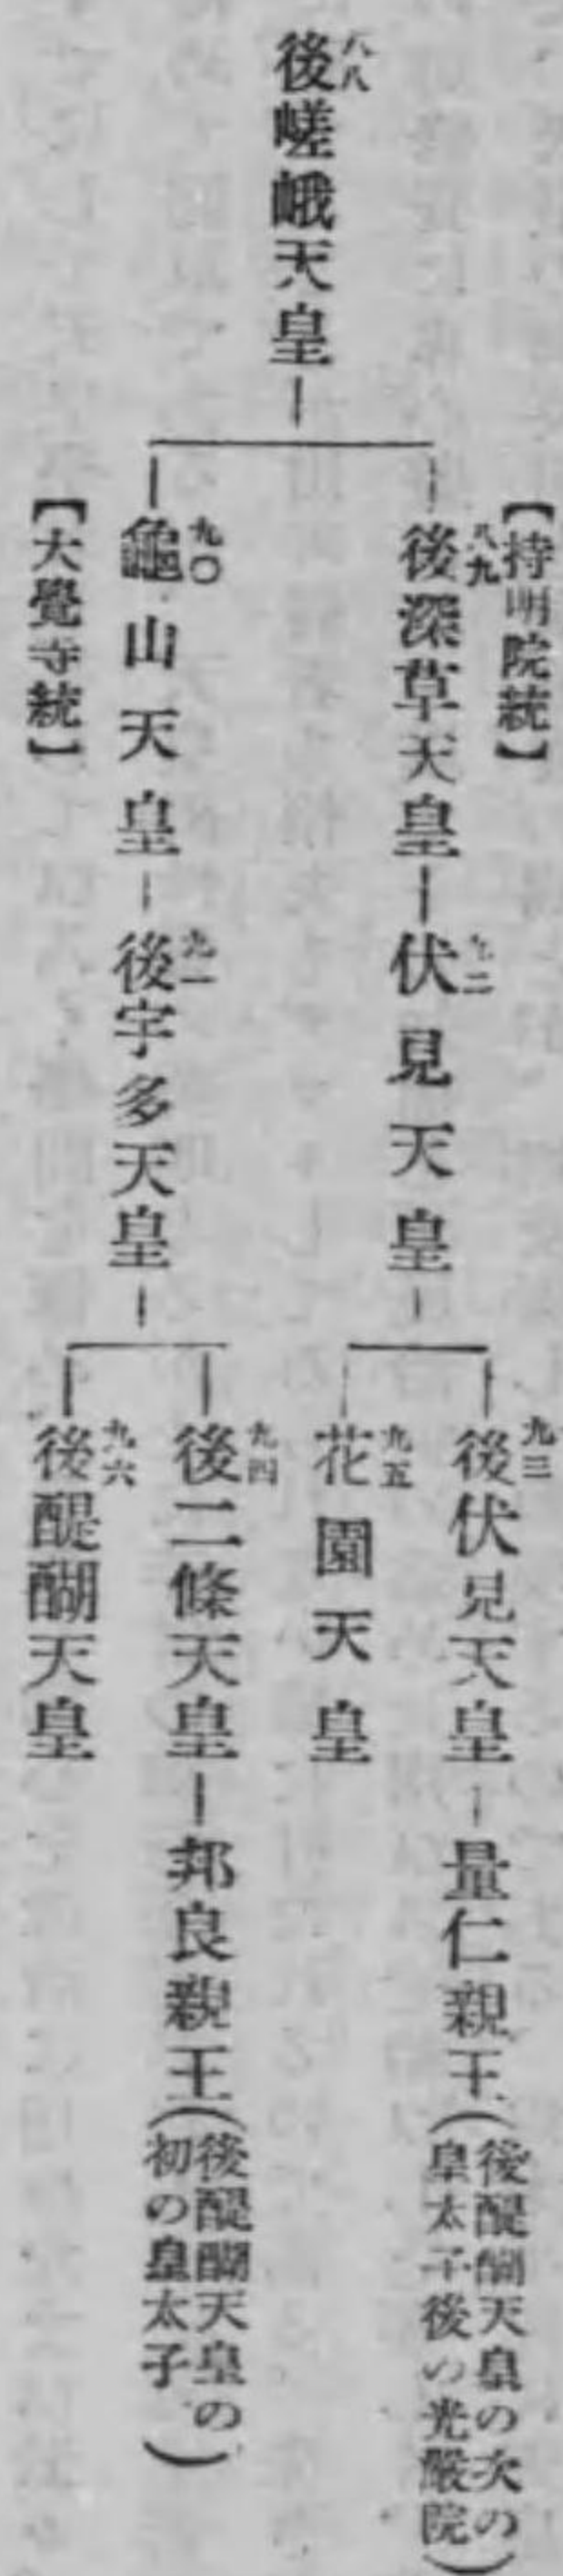 八八
後嵯峨天皇
【持明院統】
八九
後深草天皇
九二
伏見天皇
九三
後伏見天皇
量仁親王
(後醍醐天皇の次の
皇太子後の光嚴院)
九五
花園天皇
九〇
龜山天皇
【大覺寺統】
九一
後宇多天皇
九四
後二條天皇
邦良親王
(後醍醐天皇の
初の皇太子)
九六
後醍醐天皇